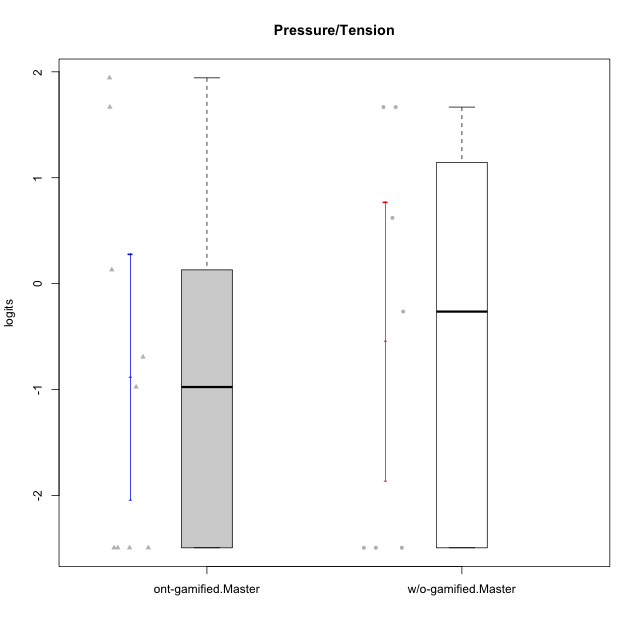 Pressure/Tension
2
1
0
-1
-2
logits
ont-gamified.Master
w/o-gamified.Master